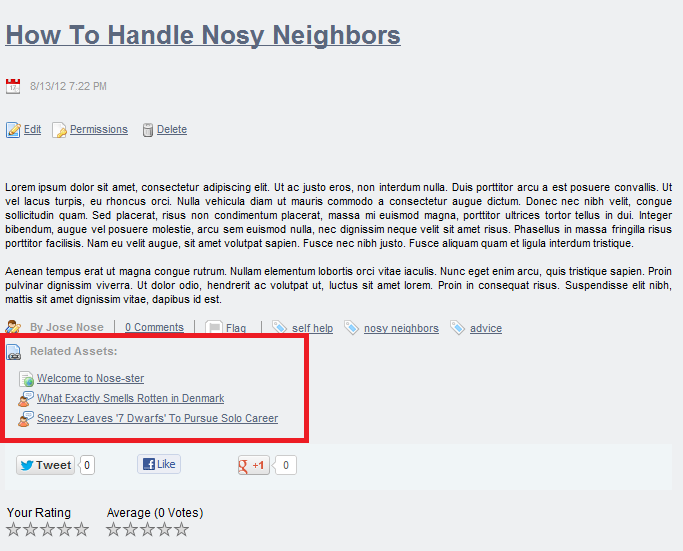 How To Handle Nosy Neighbors
8/13/12 7:22 PM
Edit Permissions Delete
Lorem ipsum dolor sit amet, consectetur adipiscing elit. Ut ac justo eros, non interdum nulla. Duis porttitor arcu a est posuere convallis. Ut
vel lacus turpis, eu rhoncus orci. Nulla vehicula diam ut mauris commodo a consectetur augue dictum. Donec nec nibh velit, congue
sollicitudin quam. Sed placerat, risus non condimentum placerat, massa mi euismod magna, porttitor ultrices tortor tellus in dui. Integer
bibendum, augue vel posuere molestie, arcu sem euismod nulla, nec dignissim neque velit sit amet risus. Phasellus in massa fringilla risus
porttitor facilisis. Nam eu velit augue, sit amet volutpat sapien. Fusce nec nibh justo. Fusce aliquam quam et ligula interdum tristique.
Aenean tempus erat ut magna congue rutrum. Nullam elementum lobortis orci vitae iaculis. Nunc eget enim arcu, quis tristique sapien. Proin
pulvinar dignissim viverra. Ut dolor odio, hendrerit ac volutpat ut, luctus sit amet lorem. Proin in consequat risus. Suspendisse elit nibh,
mattis sit amet dignissim vitae, dapibus id est.
By Jose Nose 0 Comments Flag self help nosy neighbors advice
Related Assets:
Welcome to Nose-ster
What Exactly Smells Rotten in Denmark
Sneezy Leaves '7 Dwarfs' To Pursue Solo Career
Tweet 0 Like +1 0
Your Rating Average (0 Votes)